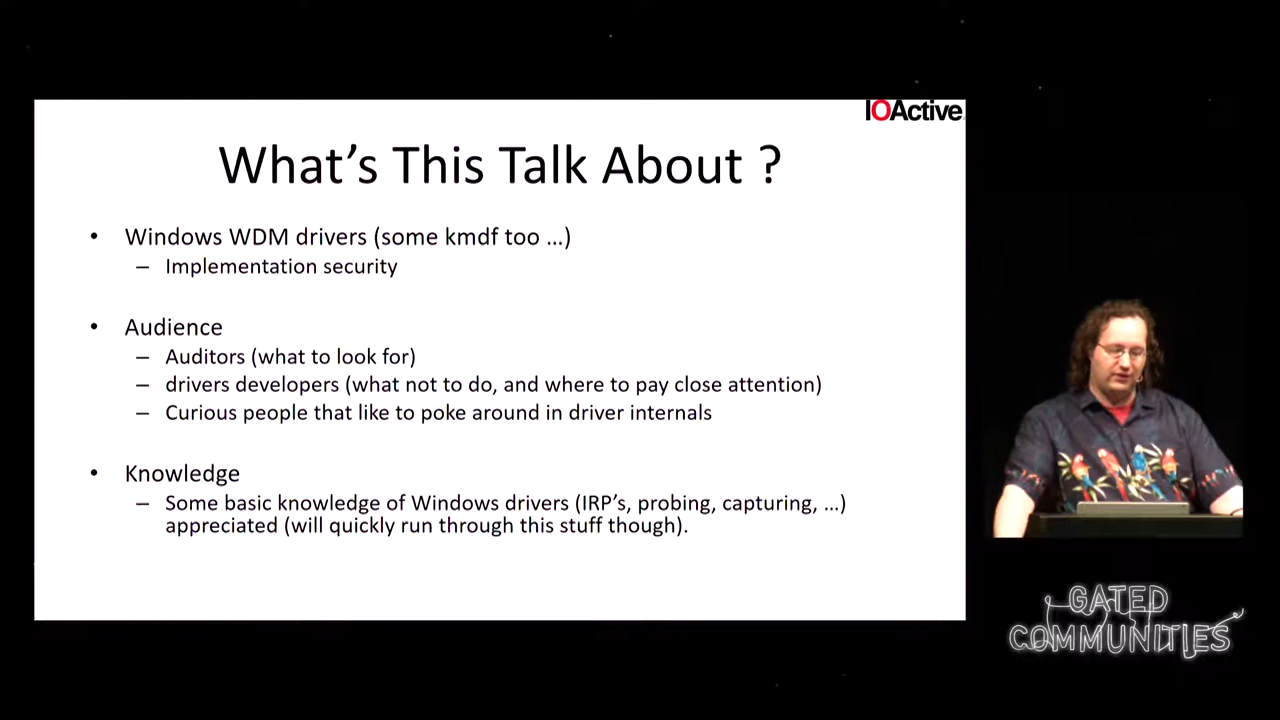 IOActive
What's This Talk About ?
• Windows WDM drivers (some kmdf too …)
– Implementation security
• Audience
– Auditors (what to look for)
– drivers developers (what not to do, and where to pay close attention)
– Curious people that like to poke around in driver internals
• Knowledge
– Some basic knowledge of Windows drivers (IRP's, probing, capturing, …)
appreciated (will quickly run through this stuff though).
GATED
COMMUNITIES